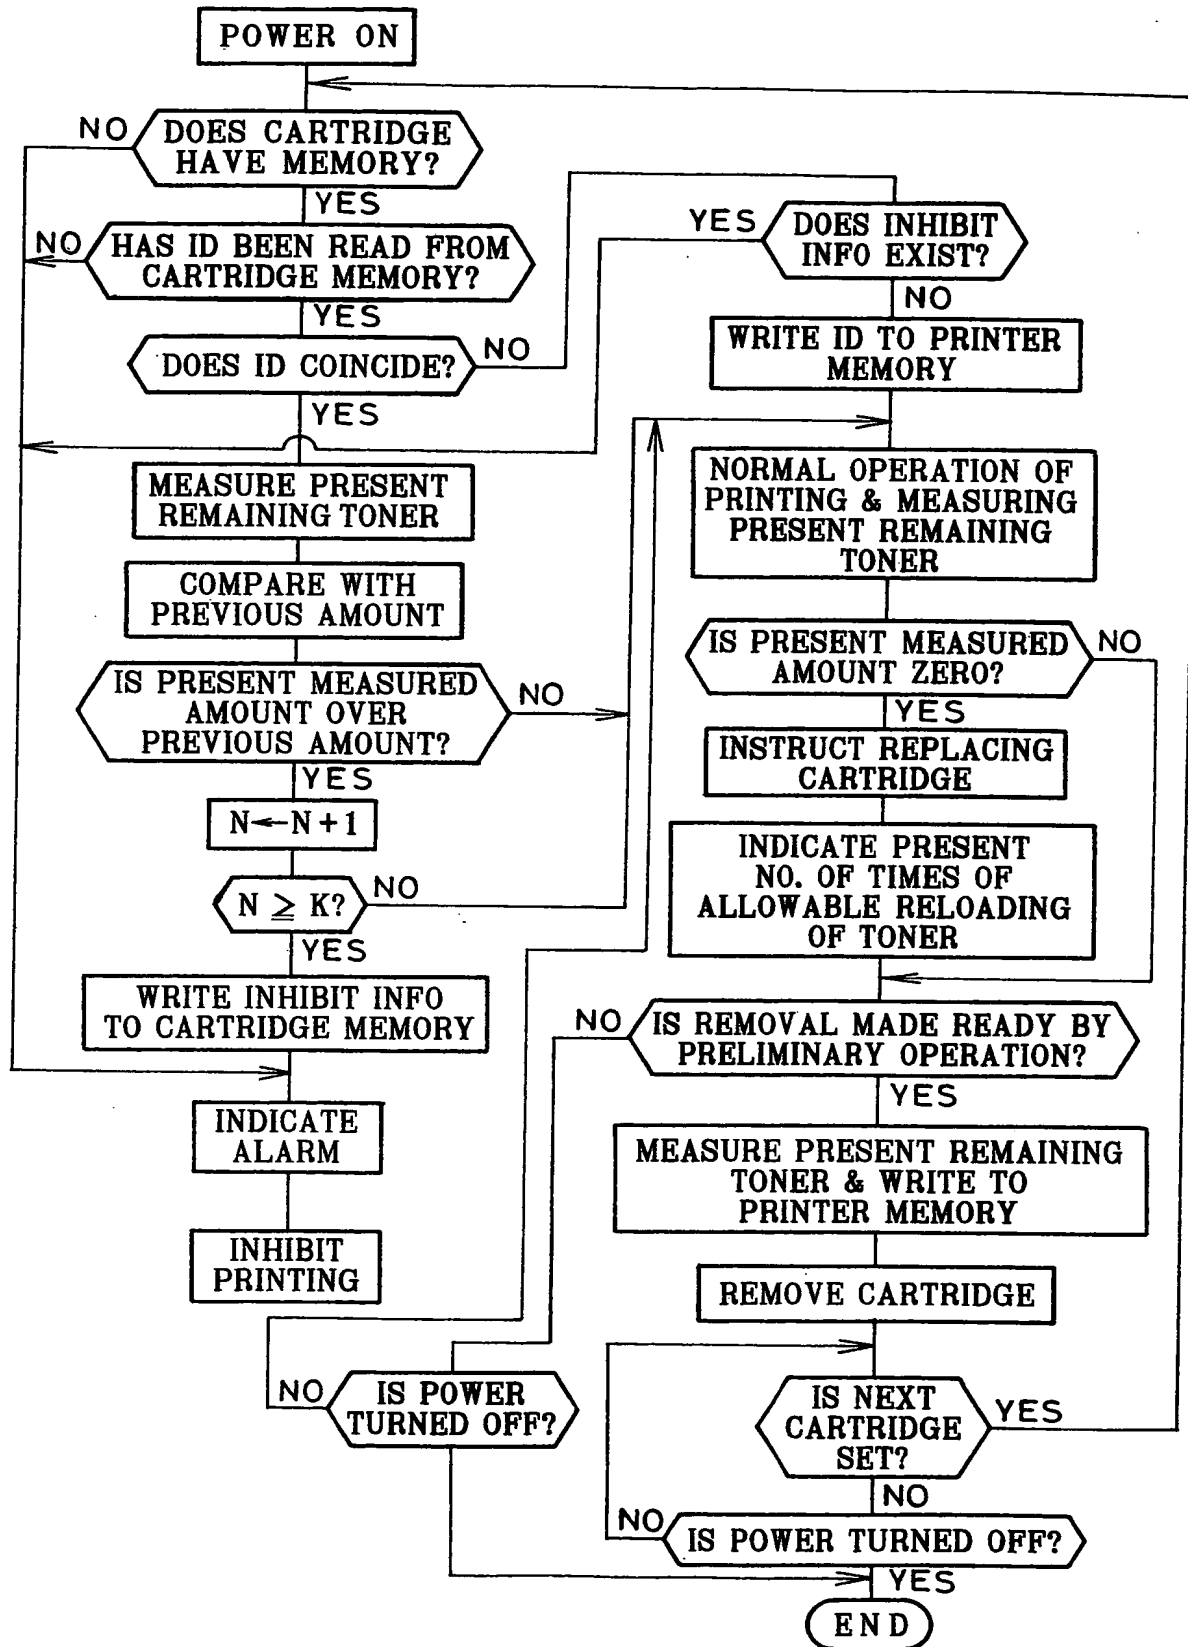 POWER ON
NO
DOES CARTRIDGE
HAVE MEMORY?
YES
NO
HAS ID BEEN READ FROM
CARTRIDGE MEMORY?
YES
DOES ID COINCIDE?
NO
YES
MEASURE PRESENT
REMAINING TONER
COMPARE WITH
PREVIOUS AMOUNT
IS PRESENT MEASURED
AMOUNT OVER
PREVIOUS AMOUNT?
NO
YES
N←N+1
N ≧ K?
NO
YES
WRITE INHIBIT INFO
TO CARTRIDGE MEMORY
INDICATE
ALARM
INHIBIT
PRINTING
NO
IS POWER
TURNED OFF?
YES
DOES INHIBIT
INFO EXIST?
NO
WRITE ID TO PRINTER
MEMORY
NORMAL OPERATION OF
PRINTING & MEASURING
PRESENT REMAINING
TONER
IS PRESENT MEASURED
AMOUNT ZERO?
NO
YES
INSTRUCT REPLACING
CARTRIDGE
INDICATE PRESENT
NO. OF TIMES OF
ALLOWABLE RELOADING
OF TONER
NO
IS REMOVAL MADE READY BY
PRELIMINARY OPERATION?
YES
MEASURE PRESENT REMAINING
TONER & WRITE TO
PRINTER MEMORY
REMOVE CARTRIDGE
IS NEXT
CARTRIDGE
SET?
YES
NO
NO
IS POWER TURNED OFF?
YES
END